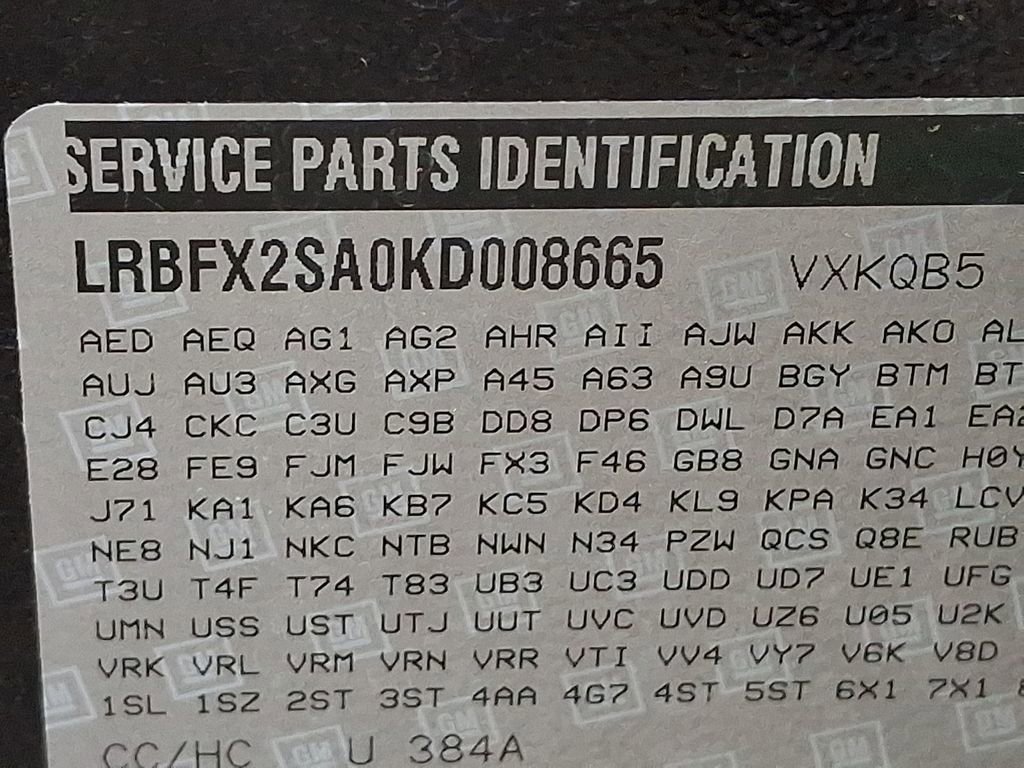 SERVICE PARTS IDENTIFICATION
LRBFX2SA0KD008665 VXKQB5
AED AEQ AG1 AG2 AHR AII AJW AKK AKO AL
AUJ AU3 AXG AXP A45 A63 A9U BGY BTM BT
CJ4 CKC C3U C9B DD8 DP6 DWL D7A EA1 EA2
E28 FE9 FJM FJW FX3 F46 GB8 GNA GNC H0Y
J71 KA1 KA6 KB7 KC5 KD4 KL9 KPA K34 LCV
NE8 NJ1 NKC NTB NWN N34 PZW QCS Q8E RUB
T3U T4F T74 T83 UB3 UC3 UDD UD7 UE1 UFG
UMN USS UST UTJ UUT UVC UVD UZ6 U05 U2K
VRK VRL VRM VRN VRR VTI VV4 VY7 V6K V8D
1SL 1SZ 2ST 3ST 4AA 4G7 4ST 5ST 6X1 7X1
CC/HC U 384A